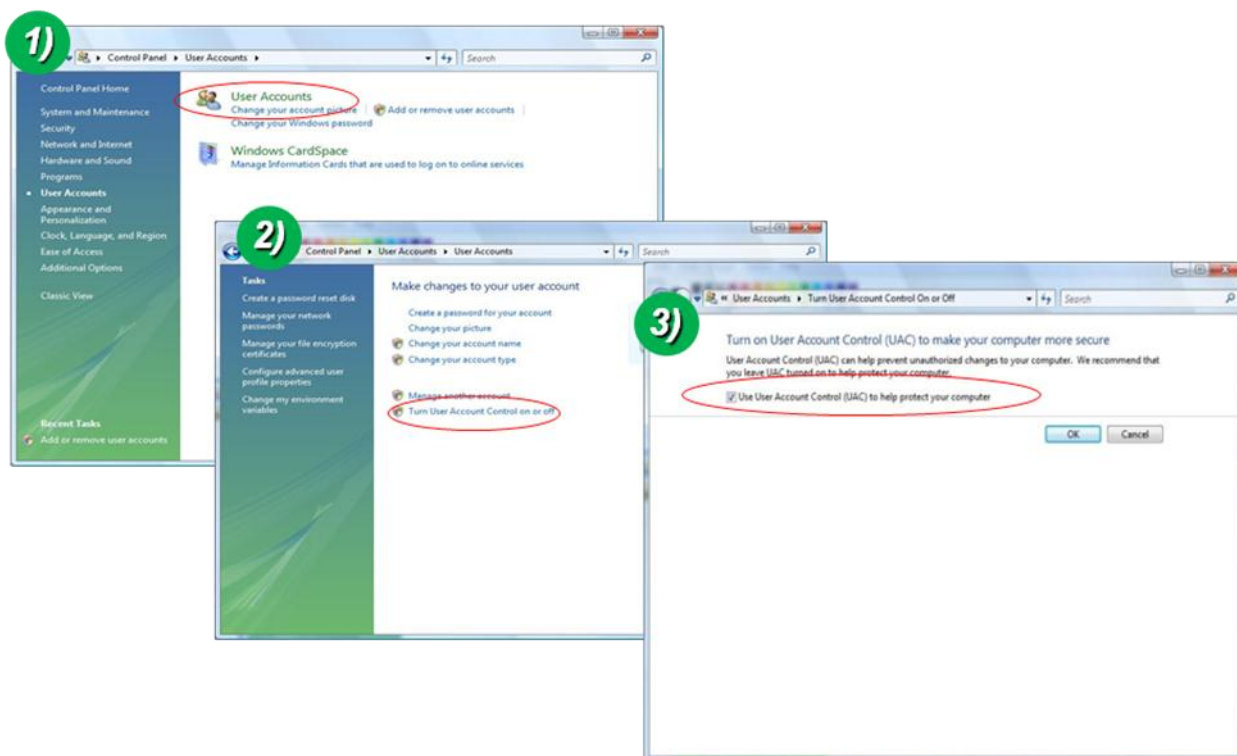 1)
Control Panel ▸ User Accounts ▸
Search
Control Panel Home
System and Maintenance
Security
Network and Internet
Hardware and Sound
Programs
User Accounts
Appearance and
Personalization
Clock, Language, and Region
Ease of Access
Additional Options
Classic View
Recent Tasks
Add or remove user accounts
User Accounts
Change your account picture
Add or remove user accounts
Change your Windows password
Windows CardSpace
Manage Information Cards that are used to log on to online services
2)
Control Panel ▸ User Accounts ▸ User Accounts
Search
Tasks
Create a password reset disk
Manage your network
passwords
Manage your file encryption
certificates
Configure advanced user
profile properties
Change my environment
variables
Make changes to your user account
Create a password for your account
Change your picture
Change your account name
Change your account type
Manage another account
Turn User Account Control on or off
3)
« User Accounts ▸ Turn User Account Control On or Off
Search
Turn on User Account Control (UAC) to make your computer more secure
User Account Control (UAC) can help prevent unauthorized changes to your computer. We recommend that
you leave UAC turned on to help protect your computer.
Use User Account Control (UAC) to help protect your computer
OK
Cancel